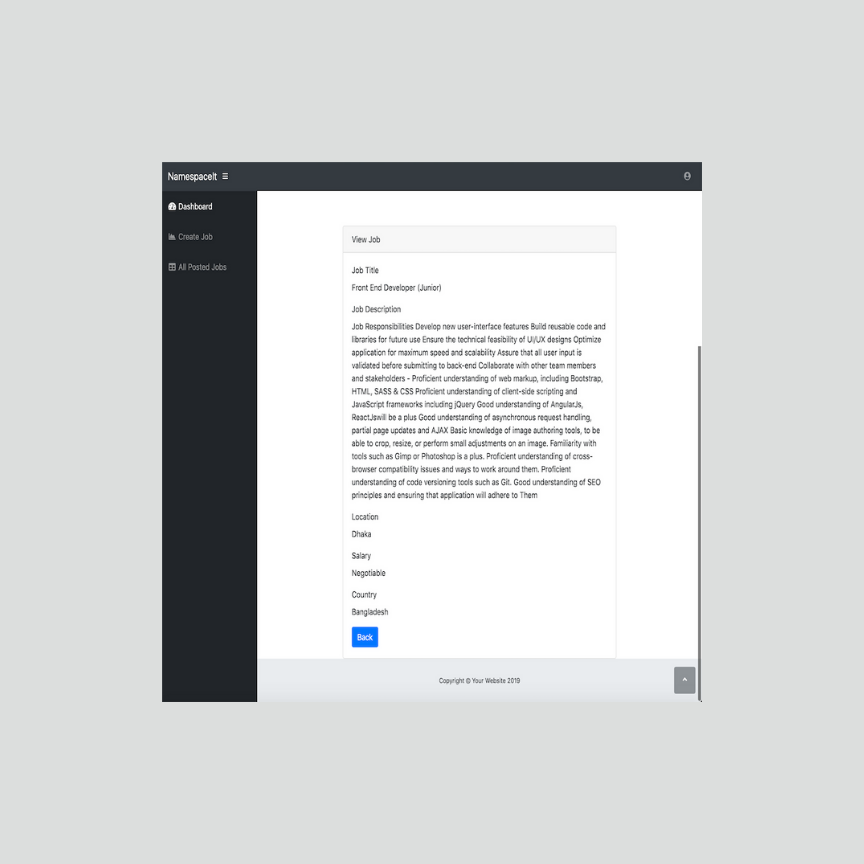 NamespaceIt
Dashboard
Create Job
All Posted Jobs
View Job
Job Title
Front End Developer (Junior)
Job Description
Job Responsibilities Develop new user-interface features Build reusable code and
libraries for future use Ensure the technical feasibility of UI/UX designs Optimize
application for maximum speed and scalability Assure that all user input is
validated before submitting to back-end Collaborate with other team members
and stakeholders - Proficient understanding of web markup, including Bootstrap,
HTML, SASS & CSS Proficient understanding of client-side scripting and
JavaScript frameworks including jQuery Good understanding of AngularJs,
ReactJswill be a plus Good understanding of asynchronous request handling,
partial page updates and AJAX Basic knowledge of image authoring tools, to be
able to crop, resize, or perform small adjustments on an image. Familiarity with
tools such as Gimp or Photoshop is a plus. Proficient understanding of cross-
browser compatibility issues and ways to work around them. Proficient
understanding of code versioning tools such as Git. Good understanding of SEO
principles and ensuring that application will adhere to Them
Location
Dhaka
Salary
Negotiable
Country
Bangladesh
Back
Copyright © Your Website 2019